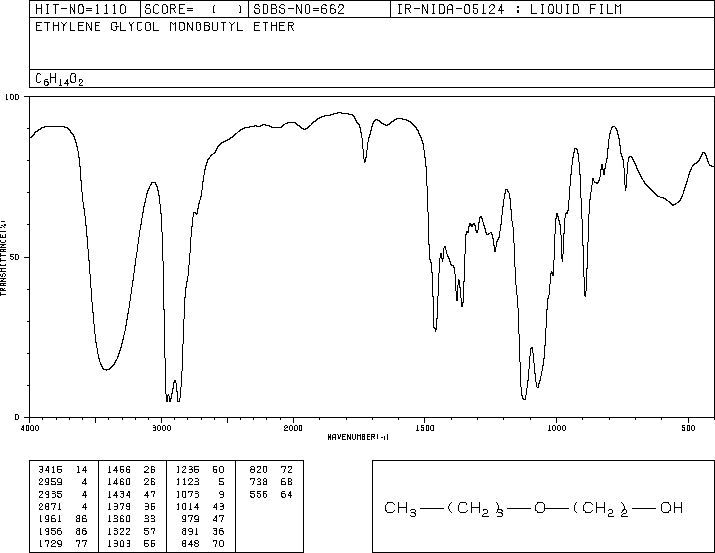 HIT-NO=1110 SCORE= ( ) SDBS-NO=662 IR-NIDA-05124 : LIQUID FILM
ETHYLENE GLYCOL MONOBUTYL ETHER
C6H14O2
100
TRANSMITTANCE(%)
50
0
4000 3000 2000 1500 1000 500
WAVENUMBER(-1)
3416 14 1466 26 1236 60 820 72
2959 4 1460 26 1123 5 738 68
2935 4 1434 47 1073 9 556 64
2871 4 1379 36 1014 43
1961 86 1360 33 979 47
1956 86 1322 57 891 36
1729 77 1303 56 848 70
CH3—(CH2)3—O—(CH2)2—OH